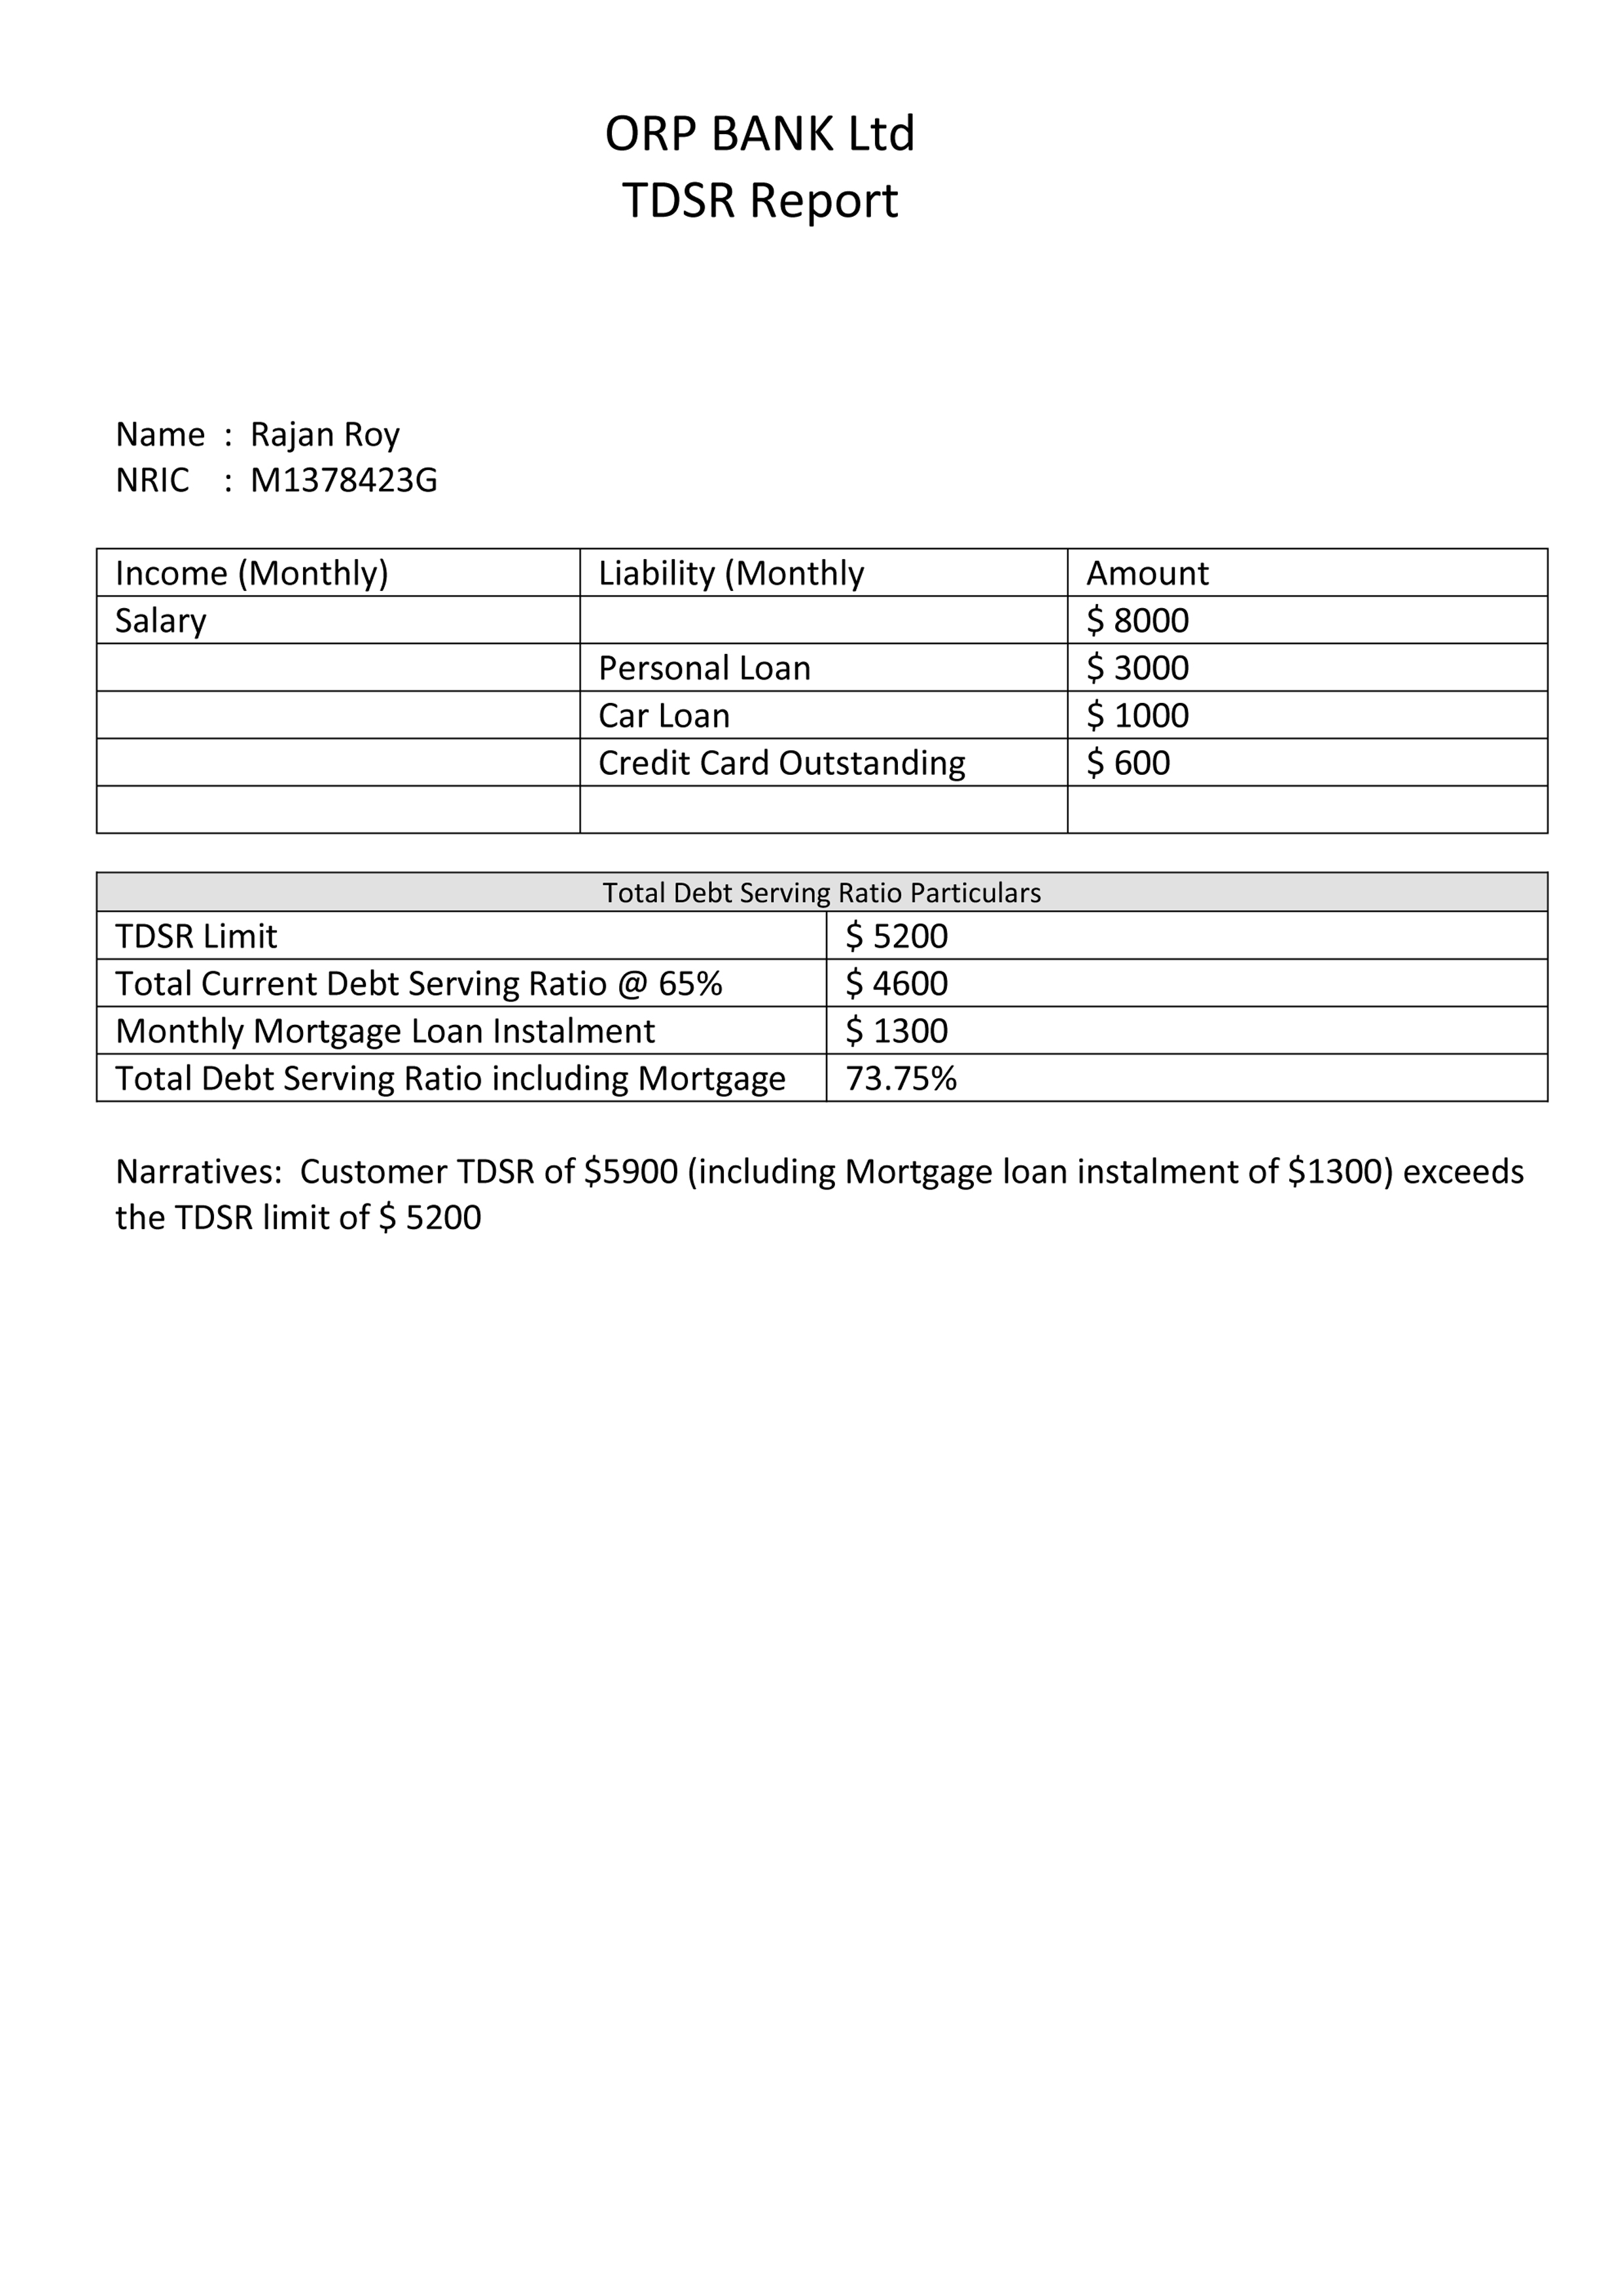 ORP BANK Ltd
TDSR Report
Name : Rajan Roy
NRIC : M1378423G
Income (Monthly) Liability (Monthly Amount
Salary $ 8000
Personal Loan $ 3000
Car Loan $ 1000
Credit Card Outstanding $ 600
Total Debt Serving Ratio Particulars
TDSR Limit $ 5200
Total Current Debt Serving Ratio @ 65% $ 4600
Monthly Mortgage Loan Instalment $ 1300
Total Debt Serving Ratio including Mortgage 73.75%
Narratives: Customer TDSR of $5900 (including Mortgage loan instalment of $1300) exceeds
the TDSR limit of $ 5200